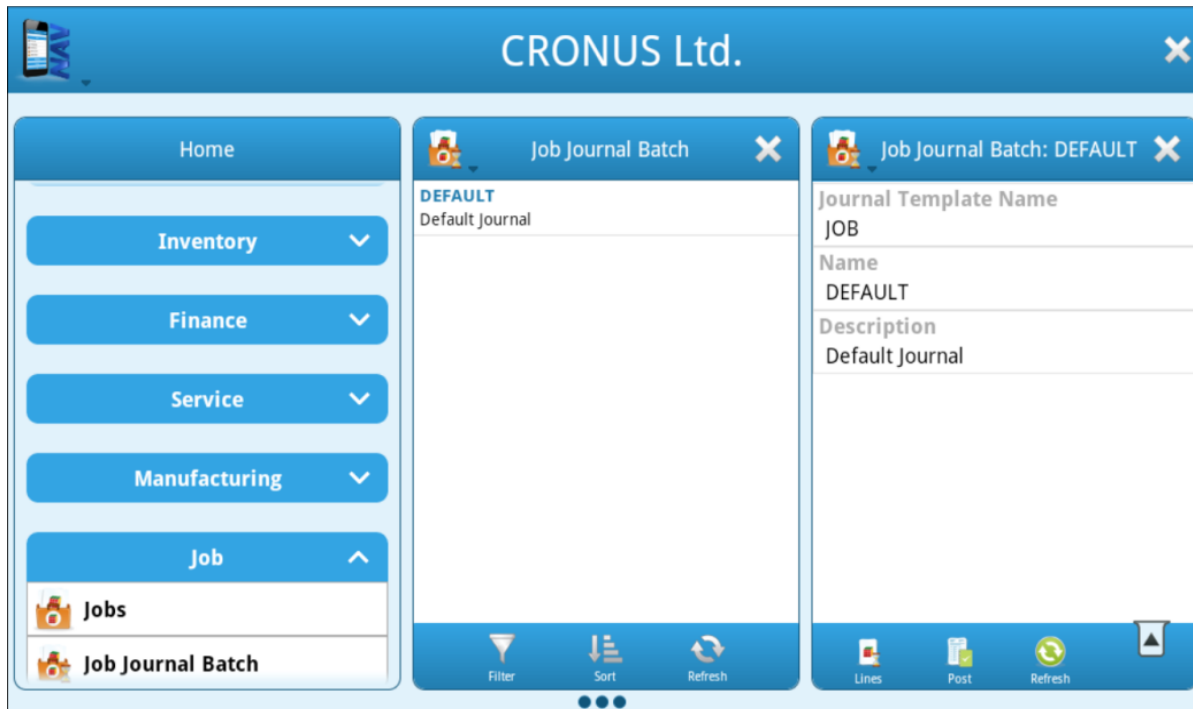 NAV
CRONUS Ltd.
Home
Inventory
Finance
Service
Manufacturing
Job
Jobs
Job Journal Batch
Job Journal Batch
DEFAULT
Default Journal
Filter
Sort
Refresh
Job Journal Batch: DEFAULT
Journal Template Name
JOB
Name
DEFAULT
Description
Default Journal
Lines
Post
Refresh